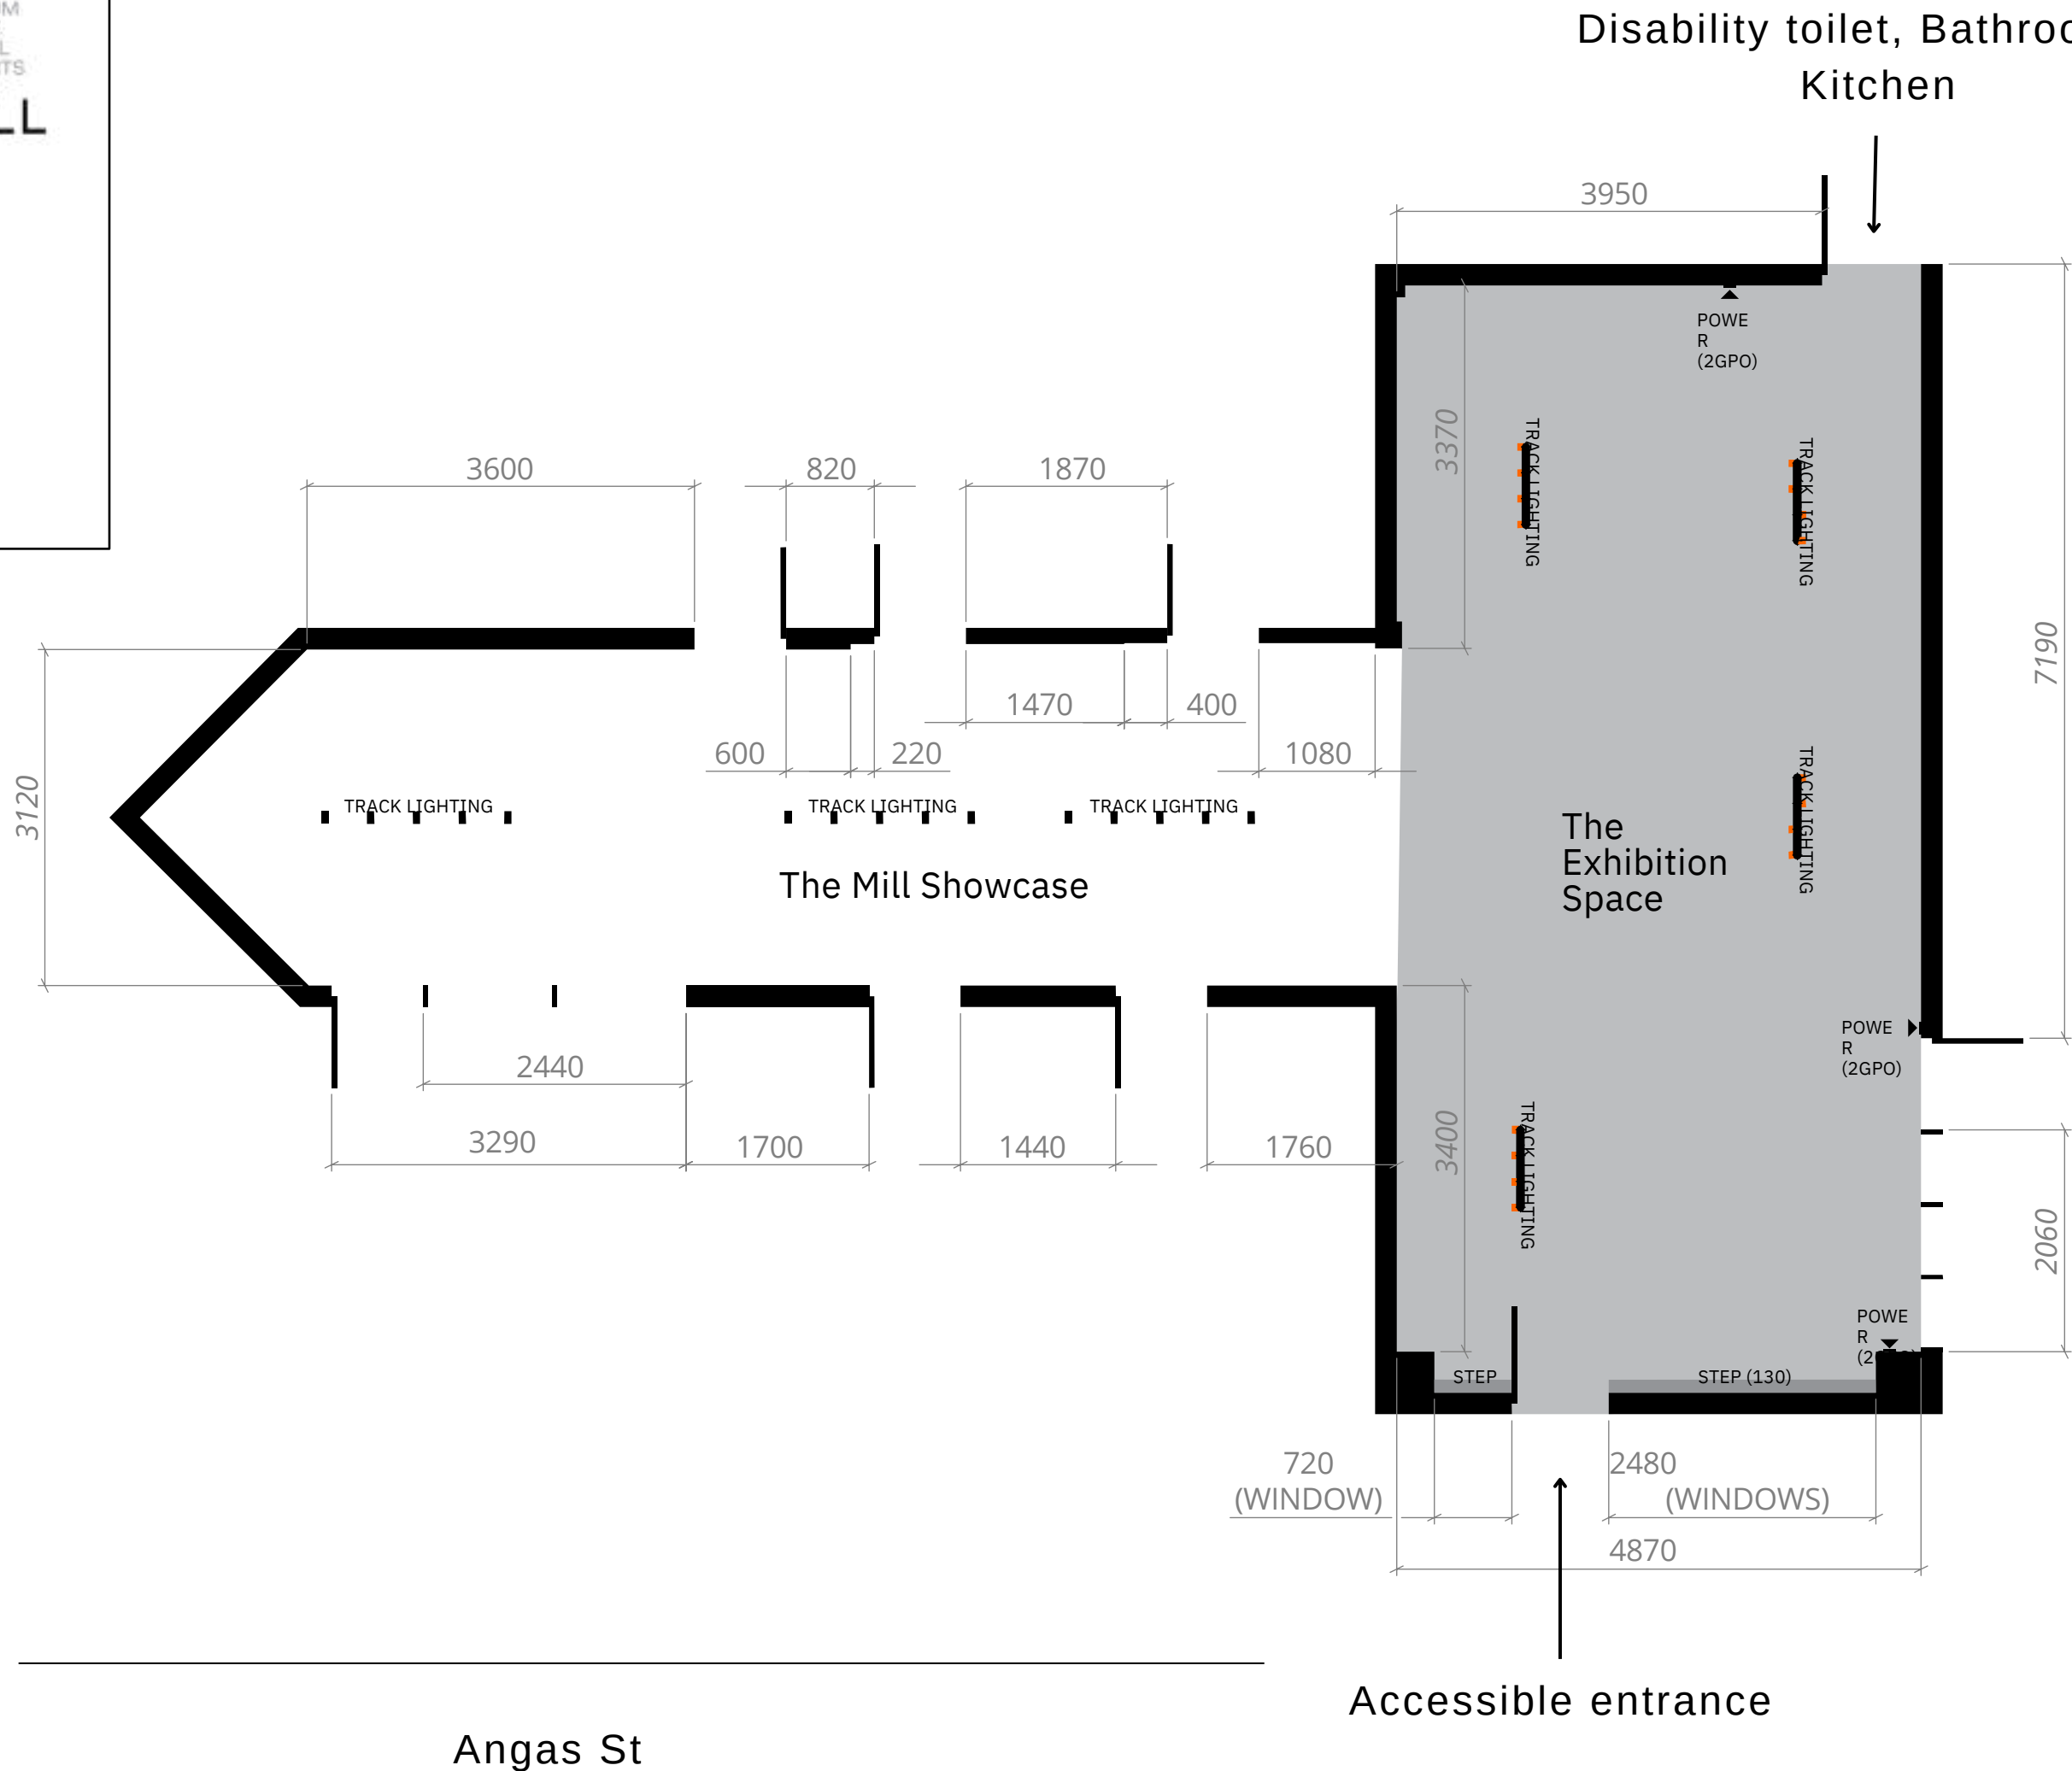 LL
Disability toilet, Bathroo
Kitchen
3950
POWE
R
(2GPO)
3600
820
1870
3370
TRACK LIGHTING
TRACK LIGHTING
7190
1470
400
600
220
1080
3120
TRACK LIGHTING
TRACK LIGHTING
TRACK LIGHTING
TRACK LIGHTING
The
Exhibition
Space
The Mill Showcase
POWE
R
(2GPO)
2440
3290
1700
1440
1760
3400
TRACK LIGHTING
2060
POWE
R
STEP
STEP (130)
720
(WINDOW)
2480
(WINDOWS)
4870
Accessible entrance
Angas St